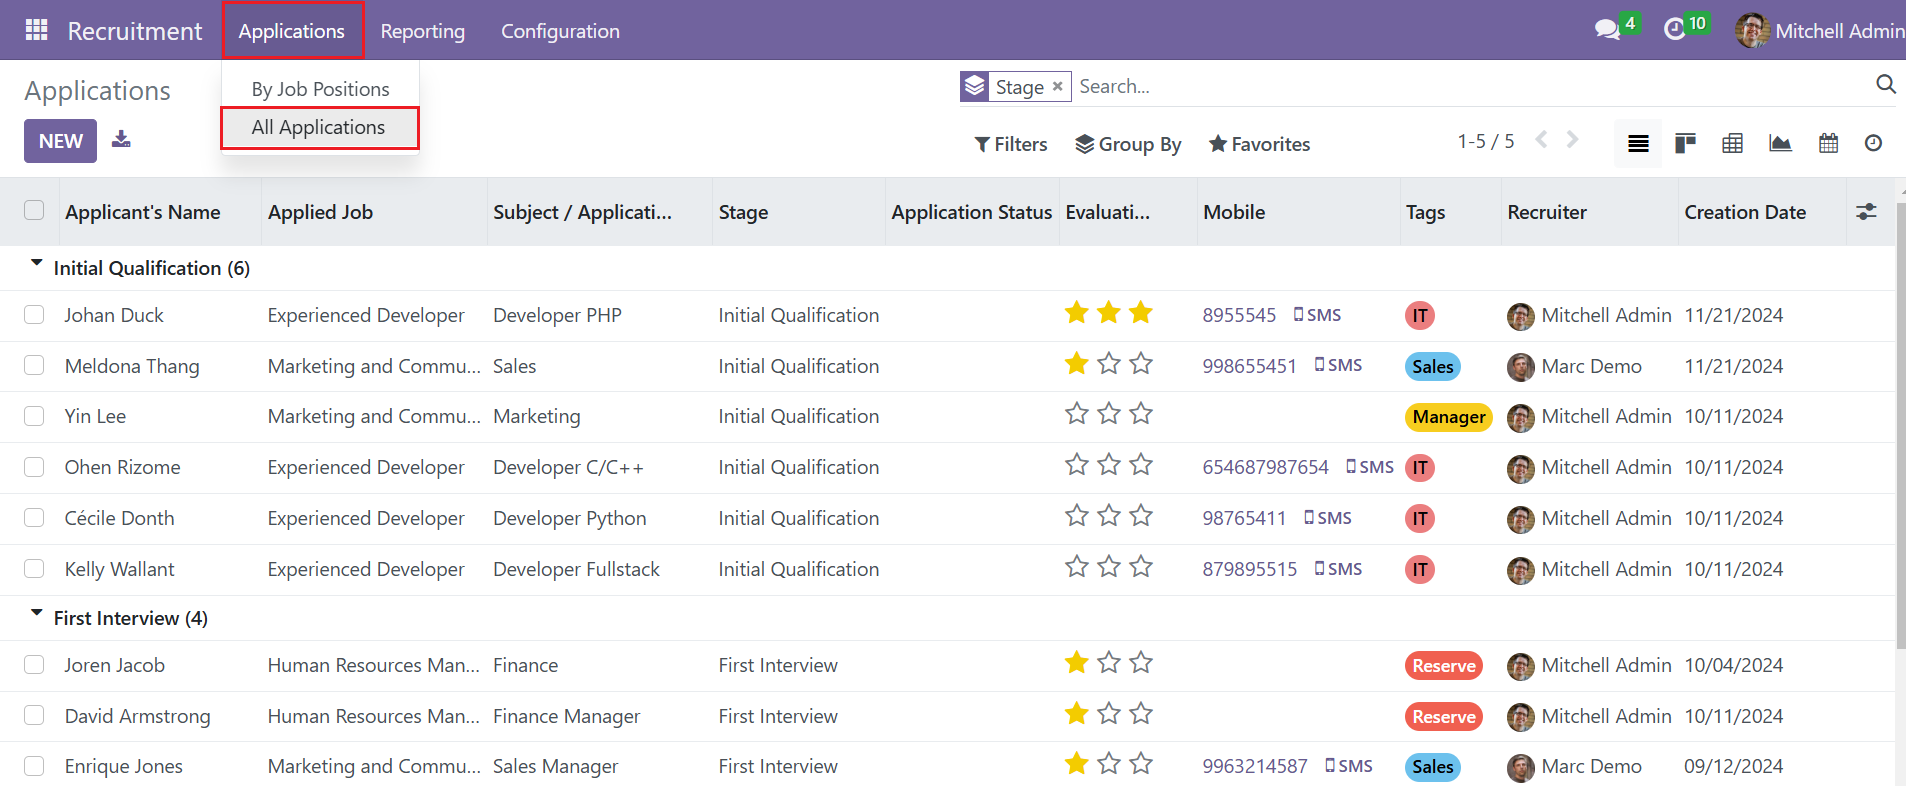 Recruitment Applications Reporting Configuration 4 10 Mitchell Admin
By Job Positions
All Applications
Applications
Stage × Search...
NEW
Filters Group By Favorites 1-5 / 5
Applicant's Name Applied Job Subject / Applicati... Stage Application Status Evaluati... Mobile Tags Recruiter Creation Date
Initial Qualification (6)
Johan Duck Experienced Developer Developer PHP Initial Qualification 8955545 SMS IT Mitchell Admin 11/21/2024
Meldona Thang Marketing and Commu... Sales Initial Qualification 998655451 SMS Sales Marc Demo 11/21/2024
Yin Lee Marketing and Commu... Marketing Initial Qualification Manager Mitchell Admin 10/11/2024
Ohen Rizome Experienced Developer Developer C/C++ Initial Qualification 654687987654 SMS IT Mitchell Admin 10/11/2024
Cécile Donth Experienced Developer Developer Python Initial Qualification 98765411 SMS IT Mitchell Admin 10/11/2024
Kelly Wallant Experienced Developer Developer Fullstack Initial Qualification 879895515 SMS IT Mitchell Admin 10/11/2024
First Interview (4)
Joren Jacob Human Resources Man... Finance First Interview Reserve Mitchell Admin 10/04/2024
David Armstrong Human Resources Man... Finance Manager First Interview Reserve Mitchell Admin 10/11/2024
Enrique Jones Marketing and Commu... Sales Manager First Interview 9963214587 SMS Sales Marc Demo 09/12/2024